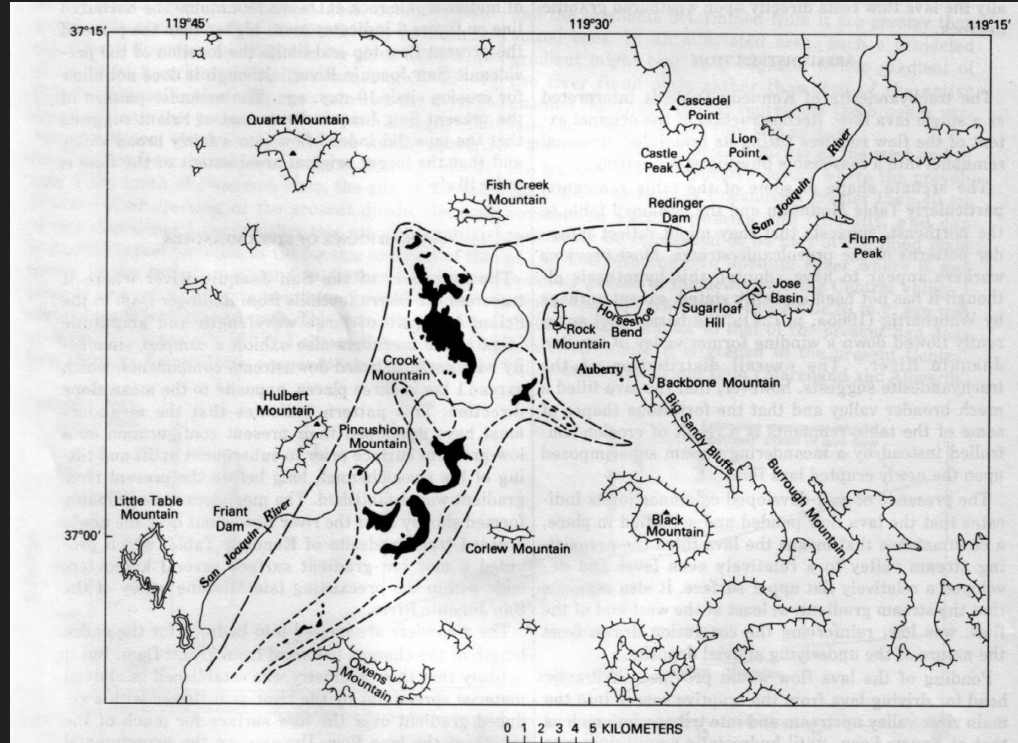 119°45'
119°30'
119°15'
37°15'
Quartz Mountain
Cascadel
Point
Lion
Point
Castle
Peak
San Joaquin River
Fish Creek
Mountain
Redinger
Dam
Flume
Peak
Jose
Basin
Horseshoe
Bend
Sugarloaf
Hill
Rock
Mountain
Crook
Mountain
Auberry
Backbone Mountain
Hulbert
Mountain
Pincushion
Mountain
Big Sandy Bluffs
Burrough Mountain
Little Table
Mountain
Friant
Dam
San Joaquin River
Black
Mountain
37°00'
Corlew Mountain
Owens
Mountain
0 1 2 3 4 5 KILOMETERS